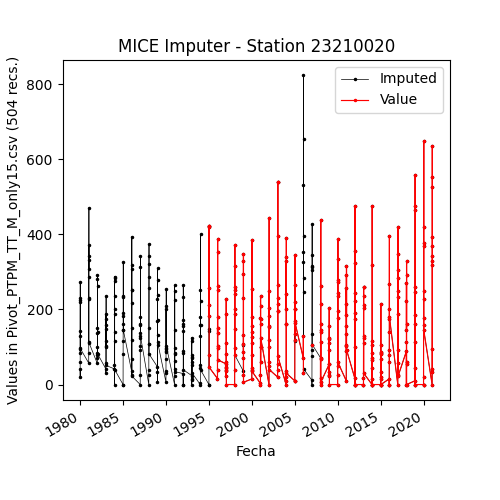 MICE Imputer - Station 23210020
Values in Pivot_PTPM_TT_M_only15.csv (504 recs.)
800
600
400
200
0
Imputed
Value
1980
1985
1990
1995
2000
2005
2010
2015
2020
Fecha